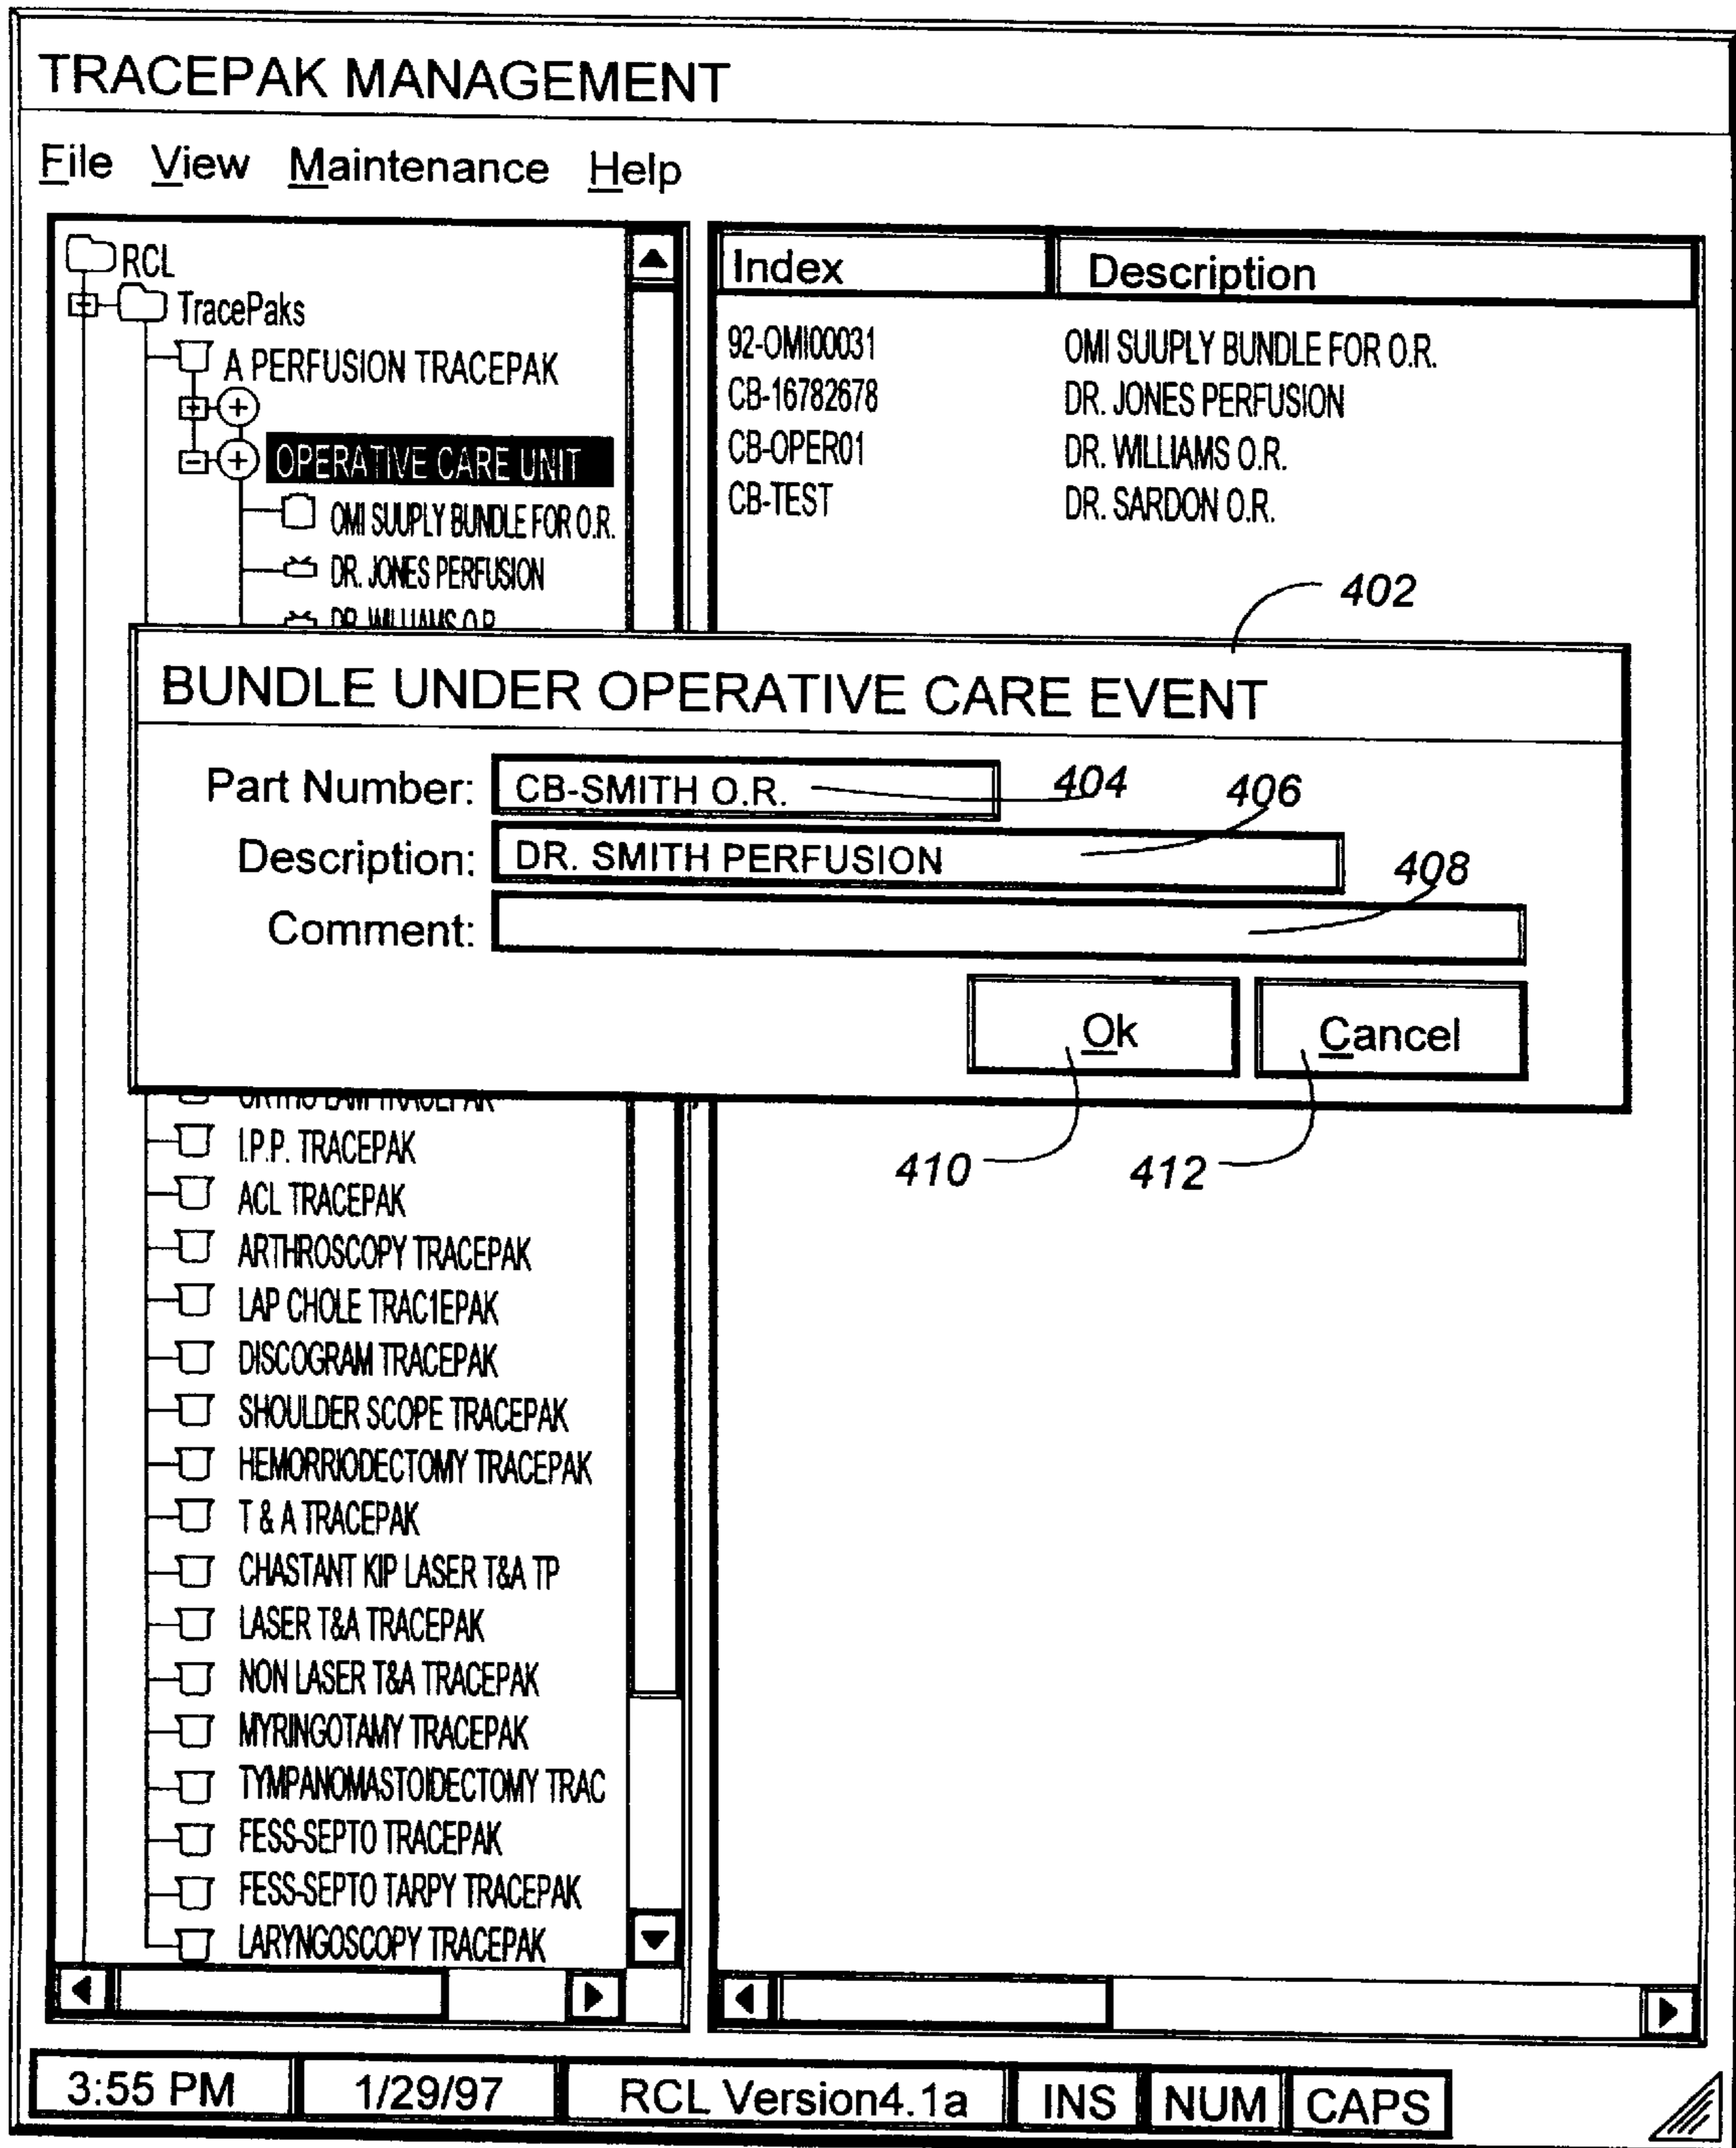 TRACEPAK MANAGEMENT
File View Maintenance Help
RCL
TracePaks
A PERFUSION TRACEPAK
OPERATIVE CARE UNIT
OMI SUUPLY BUNDLE FOR O.R.
DR. JONES PERFUSION
DR. WILLIAMS O.R.
Index Description
92-OMI00031 OMI SUUPLY BUNDLE FOR O.R.
CB-16782678 DR. JONES PERFUSION
CB-OPER01 DR. WILLIAMS O.R.
CB-TEST DR. SARDON O.R.
402
BUNDLE UNDER OPERATIVE CARE EVENT
Part Number: CB-SMITH O.R. 404
Description: DR. SMITH PERFUSION 406
Comment: 408
Ok Cancel
410 412
I.P.P. TRACEPAK
ACL TRACEPAK
ARTHROSCOPY TRACEPAK
LAP CHOLE TRAC1EPAK
DISCOGRAM TRACEPAK
SHOULDER SCOPE TRACEPAK
HEMORRIODECTOMY TRACEPAK
T & A TRACEPAK
CHASTANT KIP LASER T&A TP
LASER T&A TRACEPAK
NON LASER T&A TRACEPAK
MYRINGOTAMY TRACEPAK
TYMPANOMASTOIDECTOMY TRAC
FESS-SEPTO TRACEPAK
FESS-SEPTO TARPY TRACEPAK
LARYNGOSCOPY TRACEPAK
3:55 PM 1/29/97 RCL Version4.1a INS NUM CAPS